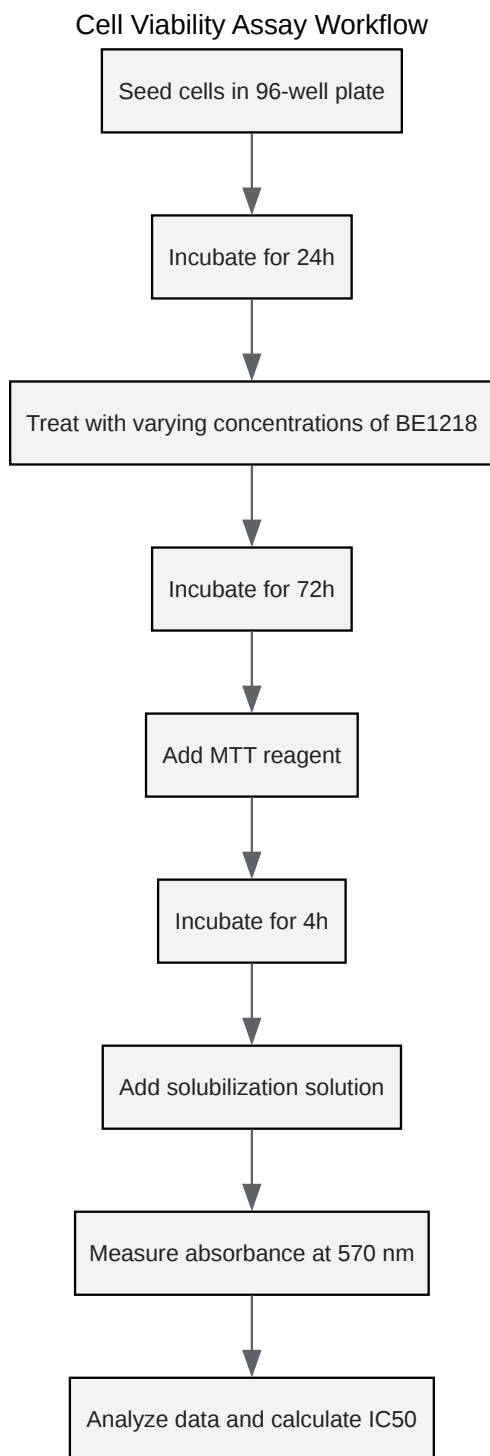 Cell Viability Assay Workflow
Seed cells in 96-well plate
Incubate for 24h
Treat with varying concentrations of BE1218
Incubate for 72h
Add MTT reagent
Incubate for 4h
Add solubilization solution
Measure absorbance at 570 nm
Analyze data and calculate IC50